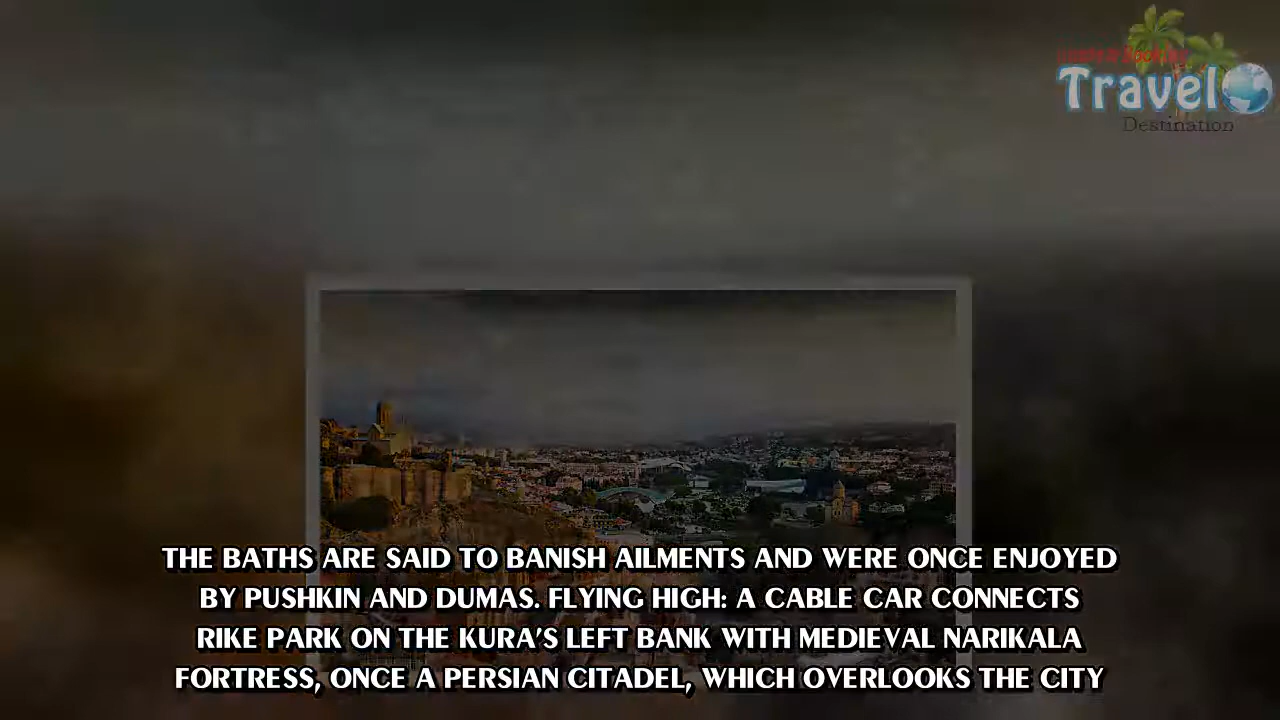 Travel
Destination
THE BATHS ARE SAID TO BANISH AILMENTS AND WERE ONCE ENJOYED
BY PUSHKIN AND DUMAS. FLYING HIGH: A CABLE CAR CONNECTS
RIKE PARK ON THE KURA'S LEFT BANK WITH MEDIEVAL NARIKALA
FORTRESS, ONCE A PERSIAN CITADEL, WHICH OVERLOOKS THE CITY